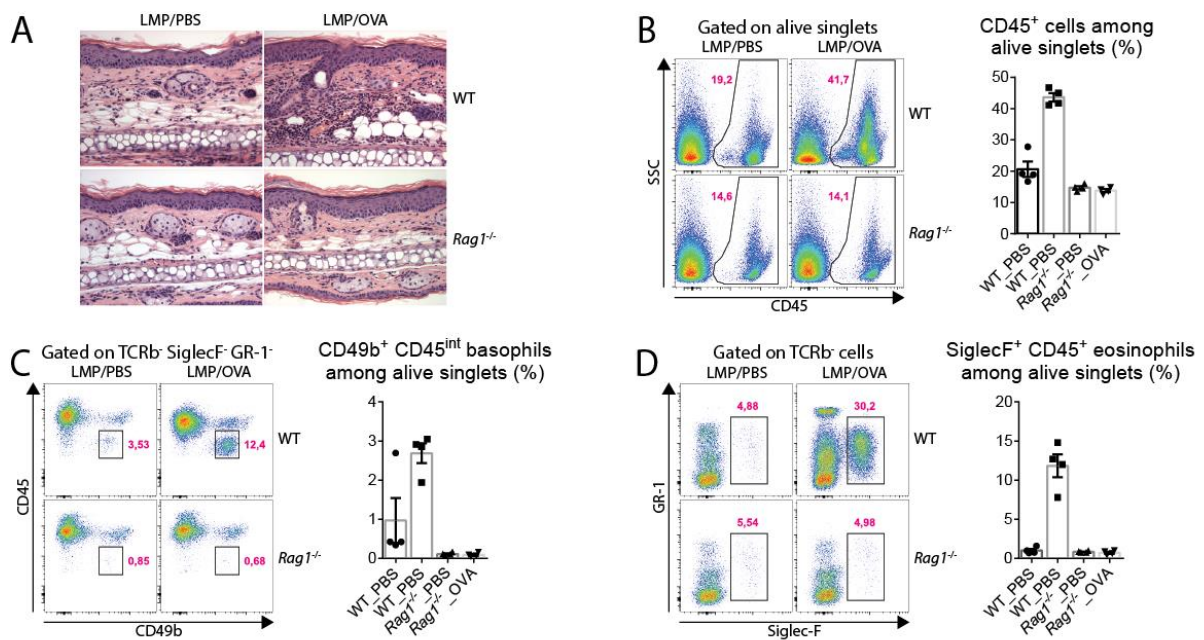 A
LMP/PBS
LMP/OVA
WT
Rag1-/-
B
Gated on alive singlets
LMP/PBS
LMP/OVA
19,2
41,7
WT
14,6
14,1
Rag1-/-
SSC
CD45
CD45+ cells among
alive singlets (%)
50
40
30
20
10
0
WT_PBS
WT_PBS
Rag1-/-_PBS
Rag1-/-_OVA
C
Gated on TCRb- SiglecF- GR-1-
LMP/PBS
LMP/OVA
3,53
12,4
WT
0,85
0,68
Rag1-/-
CD45
CD49b
CD49b+ CD45int basophils
among alive singlets (%)
4
3
2
1
0
WT_PBS
WT_PBS
Rag1-/-_PBS
Rag1-/-_OVA
D
Gated on TCRb- cells
LMP/PBS
LMP/OVA
4,88
30,2
WT
5,54
4,98
Rag1-/-
GR-1
Siglec-F
SiglecF+ CD45+ eosinophils
among alive singlets (%)
20
15
10
5
0
WT_PBS
WT_PBS
Rag1-/-_PBS
Rag1-/-_OVA